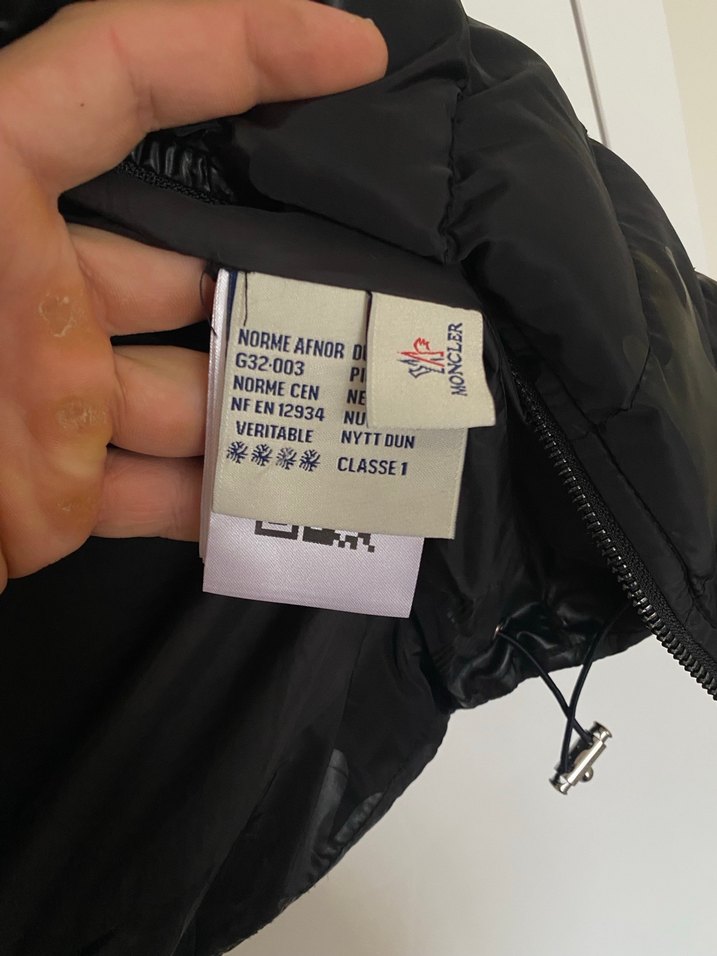 NORME AFNOR
G32-003
NORME CEN
NF EN 12934
VERITABLE NYTT DUN
CLASSE 1
MONCLER